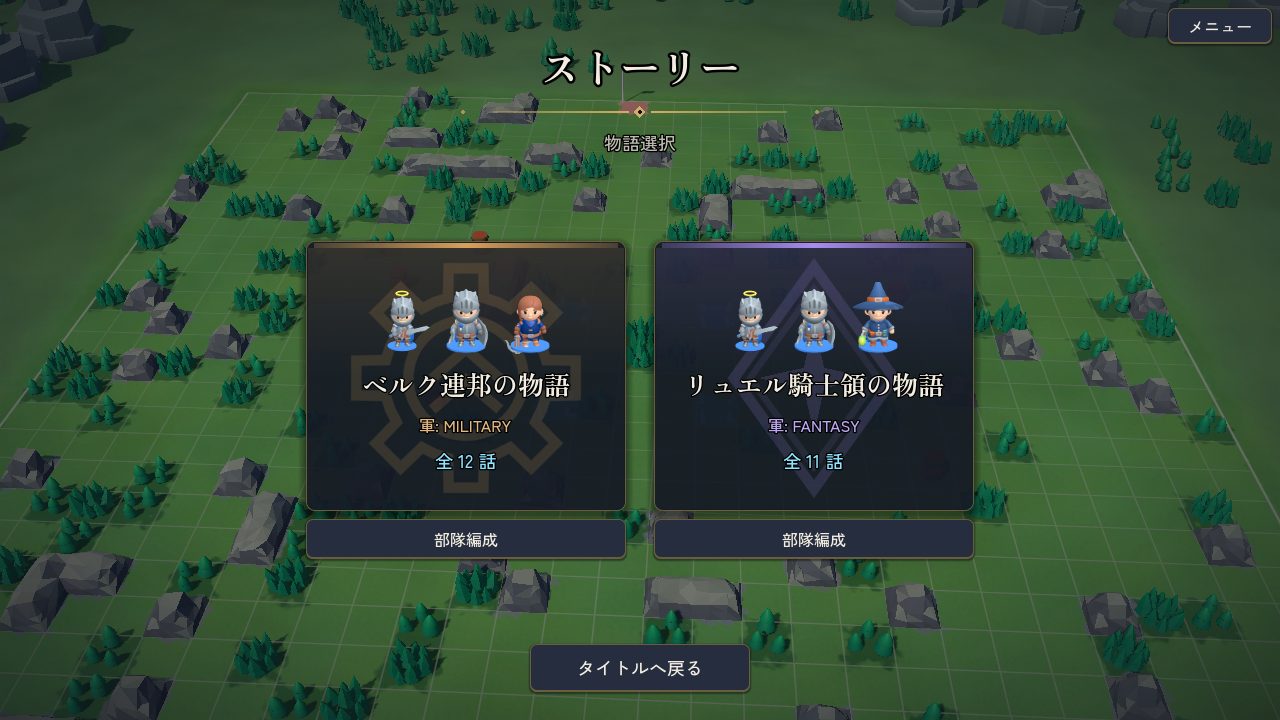 メニュー
ストーリー
物語選択
ベルク連邦の物語
軍: MILITARY
全 12 話
部隊編成
リュエル騎士領の物語
軍: FANTASY
全 11 話
部隊編成
タイトルへ戻る